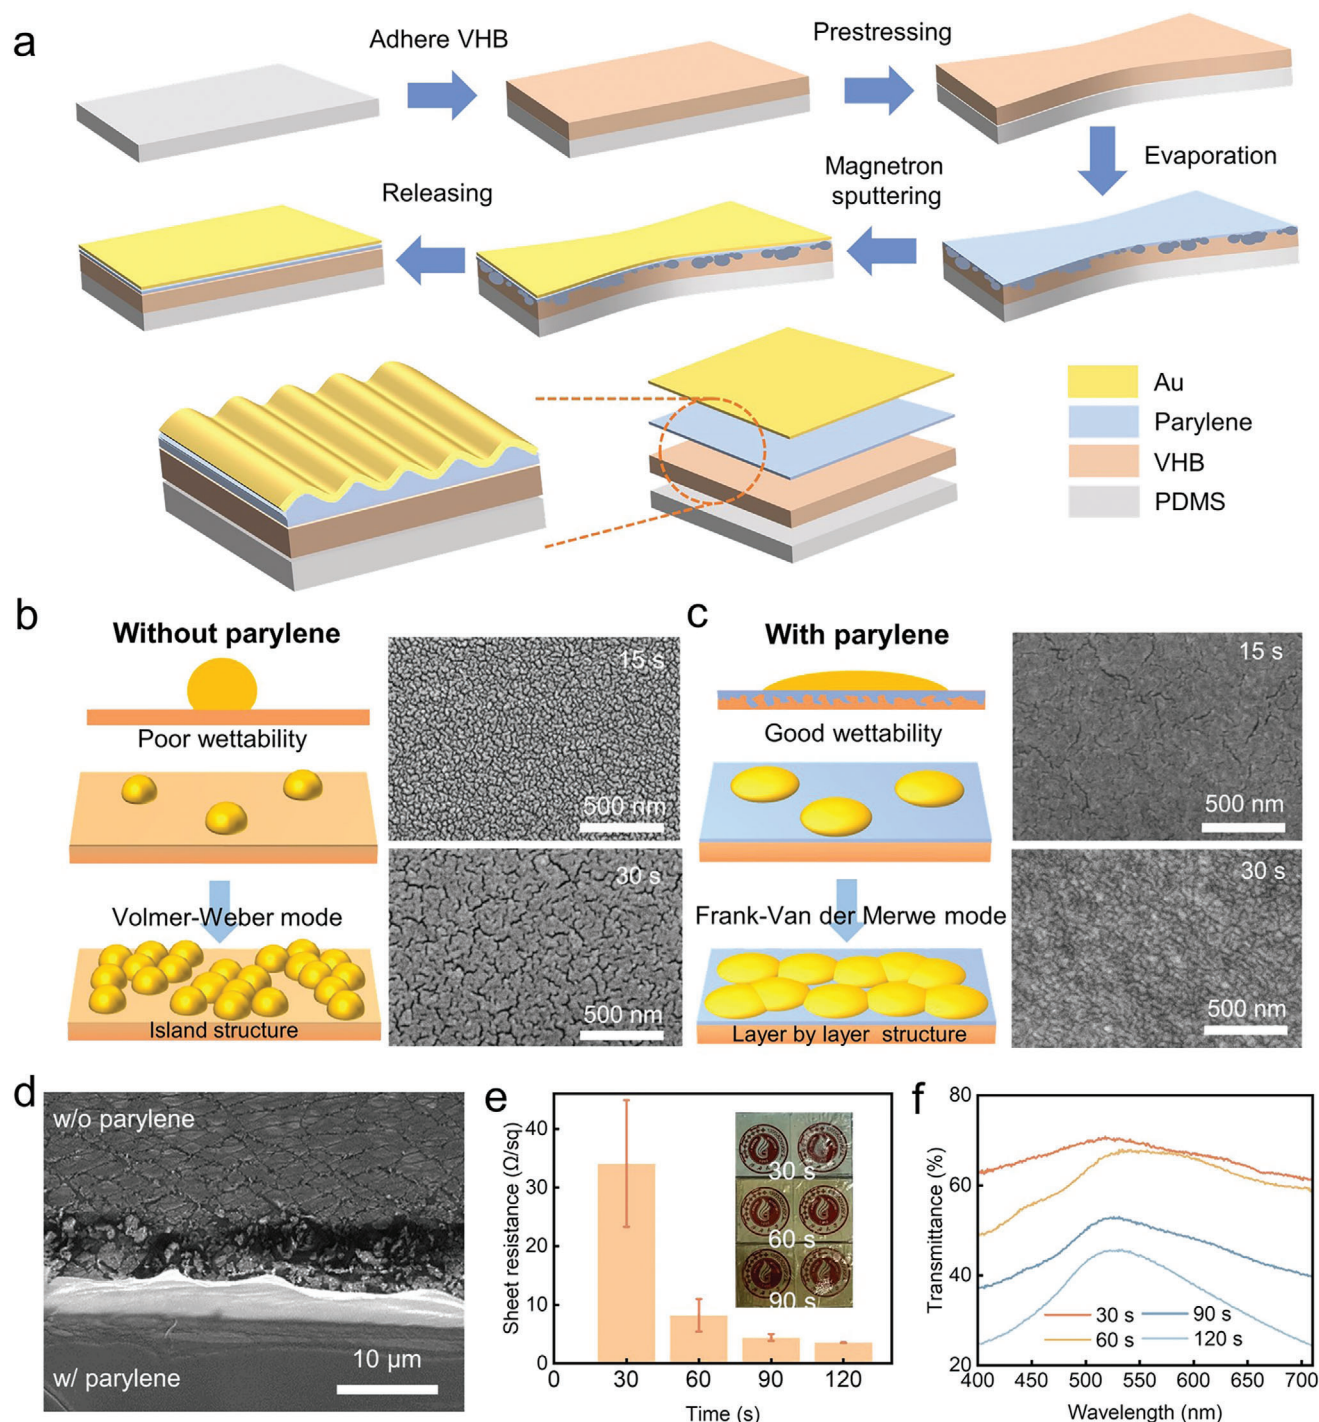 a
Adhere VHB
Prestressing
Evaporation
Magnetron
sputtering
Releasing
Au
Parylene
VHB
PDMS
b
Without parylene
Poor wettability
Volmer-Weber mode
Island structure
15 s
500 nm
30 s
500 nm
c
With parylene
Good wettability
Frank-Van der Merwe mode
Layer by layer structure
15 s
500 nm
30 s
500 nm
d
w/o parylene
w/ parylene
10 μm
e
Sheet resistance (Ω/sq)
40
30
20
10
0
0 30 60 90 120
Time (s)
30 s
60 s
90 s
f
Transmittance (%)
80
60
40
20
400 450 500 550 600 650 700
Wavelength (nm)
30 s
60 s
90 s
120 s